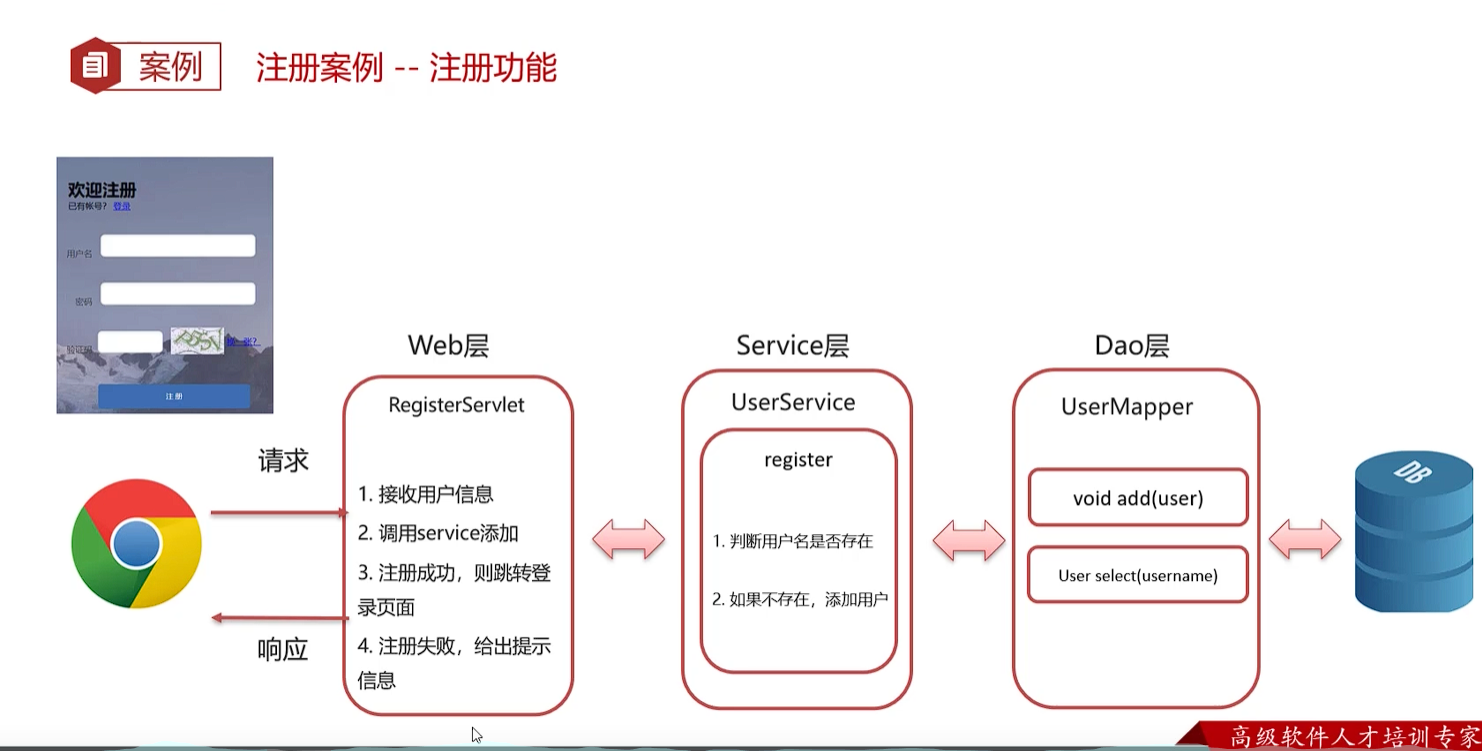 案例
注册案例 -- 注册功能
欢迎注册
已有帐号? 登录
用户名
密码
验证码
换一张?
注册
请求
响应
Web层
RegisterServlet
1. 接收用户信息
2. 调用service添加
3. 注册成功，则跳转登
录页面
4. 注册失败，给出提示
信息
Service层
UserService
register
1. 判断用户名是否存在
2. 如果不存在，添加用户
Dao层
UserMapper
void add(user)
User select(username)
DB
高级软件人才培训专家